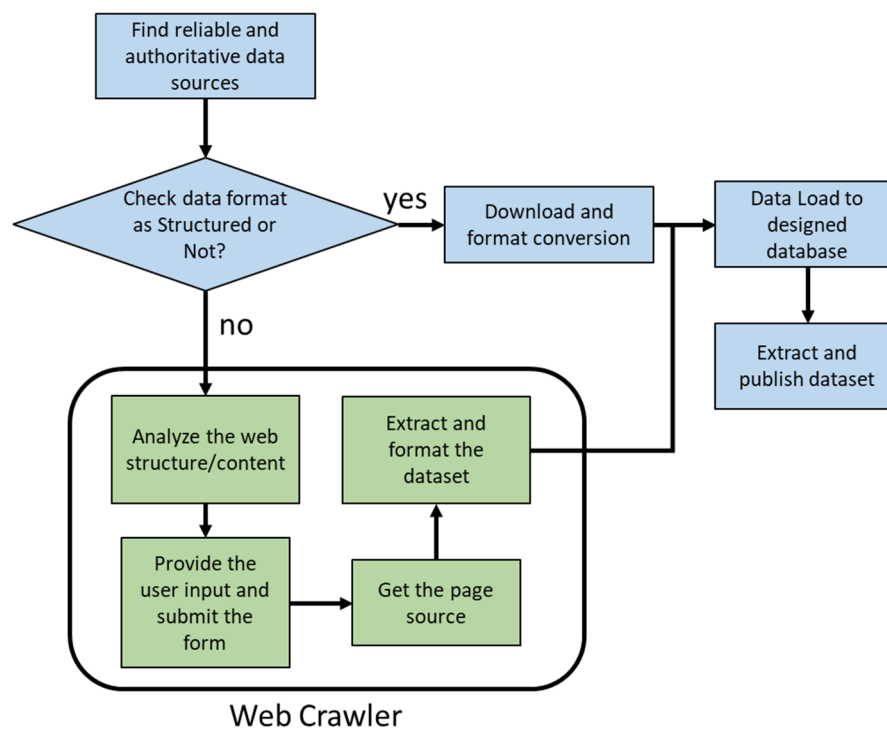 Find reliable and
authoritative data
sources
Check data format
as Structured or
Not?
yes
Download and
format conversion
Data Load to
designed
database
Extract and
publish dataset
no
Analyze the web
structure/content
Provide the
user input and
submit the
form
Get the page
source
Extract and
format the
dataset
Web Crawler